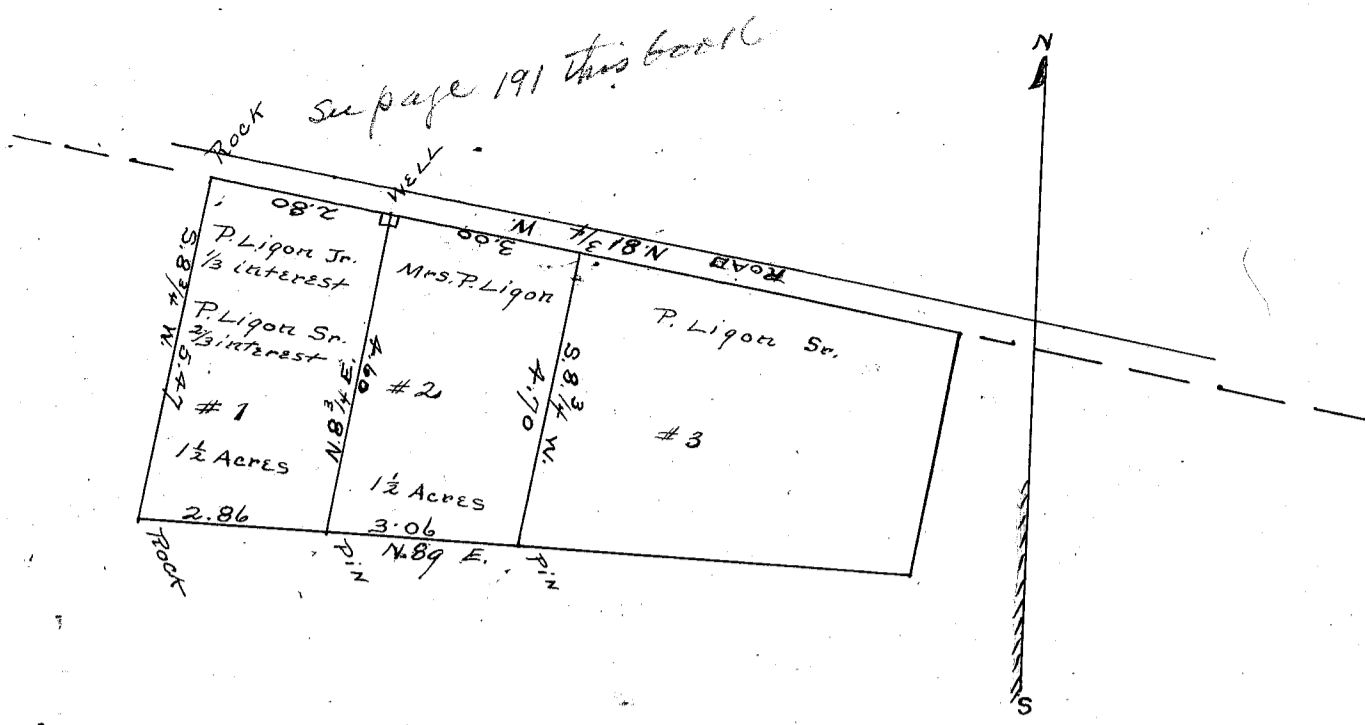 See page 191 this book
N
ROCK
WELL
2.80
3.00
N.81 3/4 W.
ROAD
P. Ligon Jr.
1/3 interest
P. Ligon Sr.
2/3 interest
#1
1 1/2 Acres
S. 8 3/4 W. 5.47
Mrs. P. Ligon
#2
1 1/2 Acres
N 8 3/4 E.
4.60
P. Ligon Sr.
#3
S. 8 3/4 W.
4.70
2.86
3.06
N.89 E.
ROCK
PIN
PIN
S